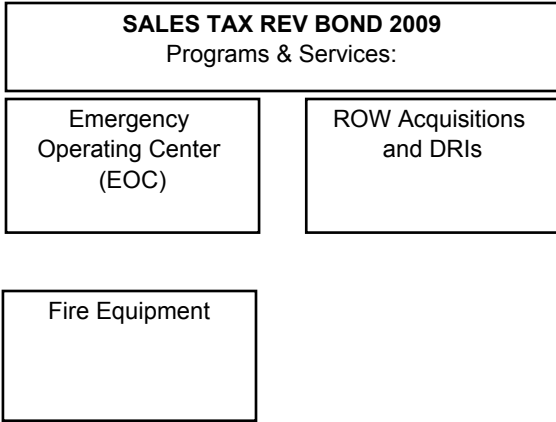 SALES TAX REV BOND 2009
Programs & Services:
Emergency
Operating Center
(EOC)
ROW Acquisitions
and DRIs
Fire Equipment